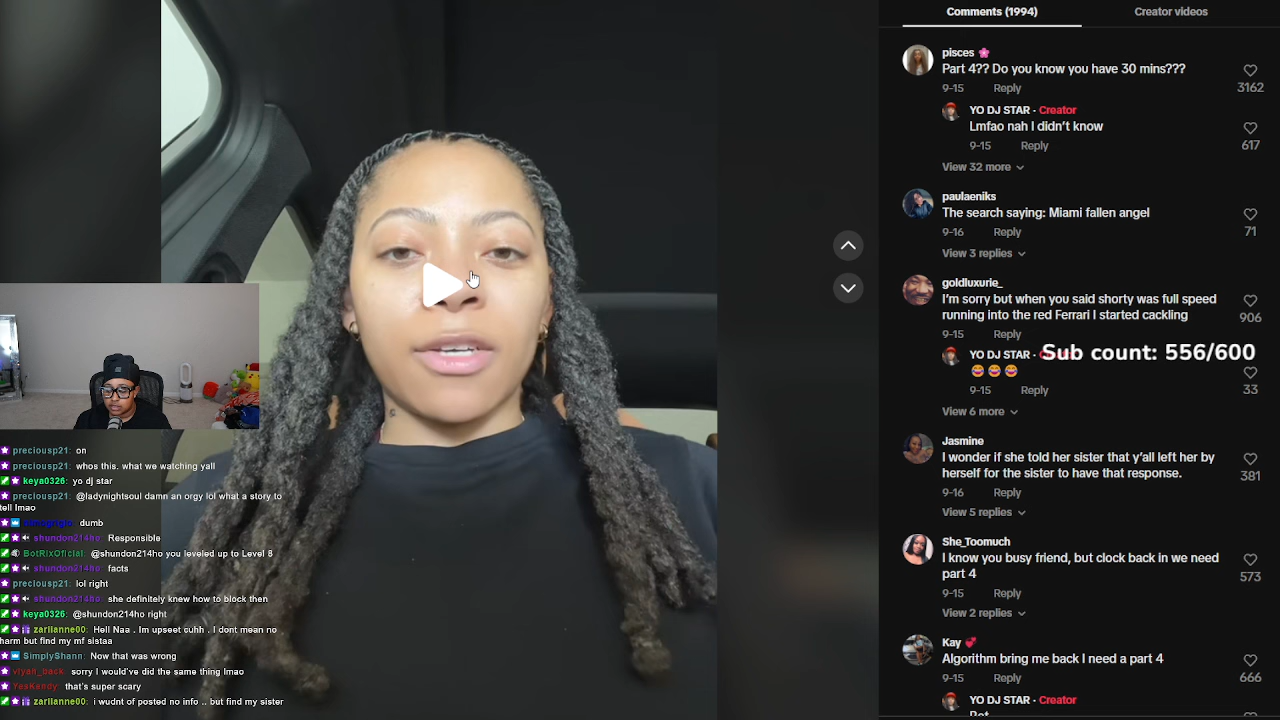 Comments (1994)
Creator videos
pisces 🌸
Part 4?? Do you know you have 30 mins???
9-15 Reply
3162
YO DJ STAR · Creator
Lmfao nah I didn't know
9-15 Reply
617
View 32 more
paulaeniks
The search saying: Miami fallen angel
9-16 Reply
71
View 3 replies
goldluxurie_
I'm sorry but when you said shorty was full speed
running into the red Ferrari I started cackling
9-15 Reply
906
YO DJ STAR ·
😂😂😂
9-15 Reply
33
Sub count: 556/600
View 6 more
Jasmine
I wonder if she told her sister that y'all left her by
herself for the sister to have that response.
9-16 Reply
381
View 5 replies
She_Toomuch
I know you busy friend, but clock back in we need
part 4
9-15 Reply
573
View 2 replies
Kay 💞
Algorithm bring me back I need a part 4
9-15 Reply
666
YO DJ STAR · Creator
preciousp21: on
preciousp21: whos this. what we watching yall
keya0326: yo dj star
preciousp21: @ladynightsoul damn an orgy lol what a story to
tell lmao
dumb
shundon214ho: Responsible
BotRixOficial: @shundon214ho you leveled up to Level 8
shundon214ho: facts
preciousp21: lol right
shundon214ho: she definitely knew how to block then
keya0326: @shundon214ho right
zarlianne00: Hell Naa . Im upseet cuhh . I dont mean no
harm but find my mf sistaa
SimplyShann: Now that was wrong
sorry I would've did the same thing lmao
YesKendy: that's super scary
zarlianne00: i wudnt of posted no info .. but find my sister